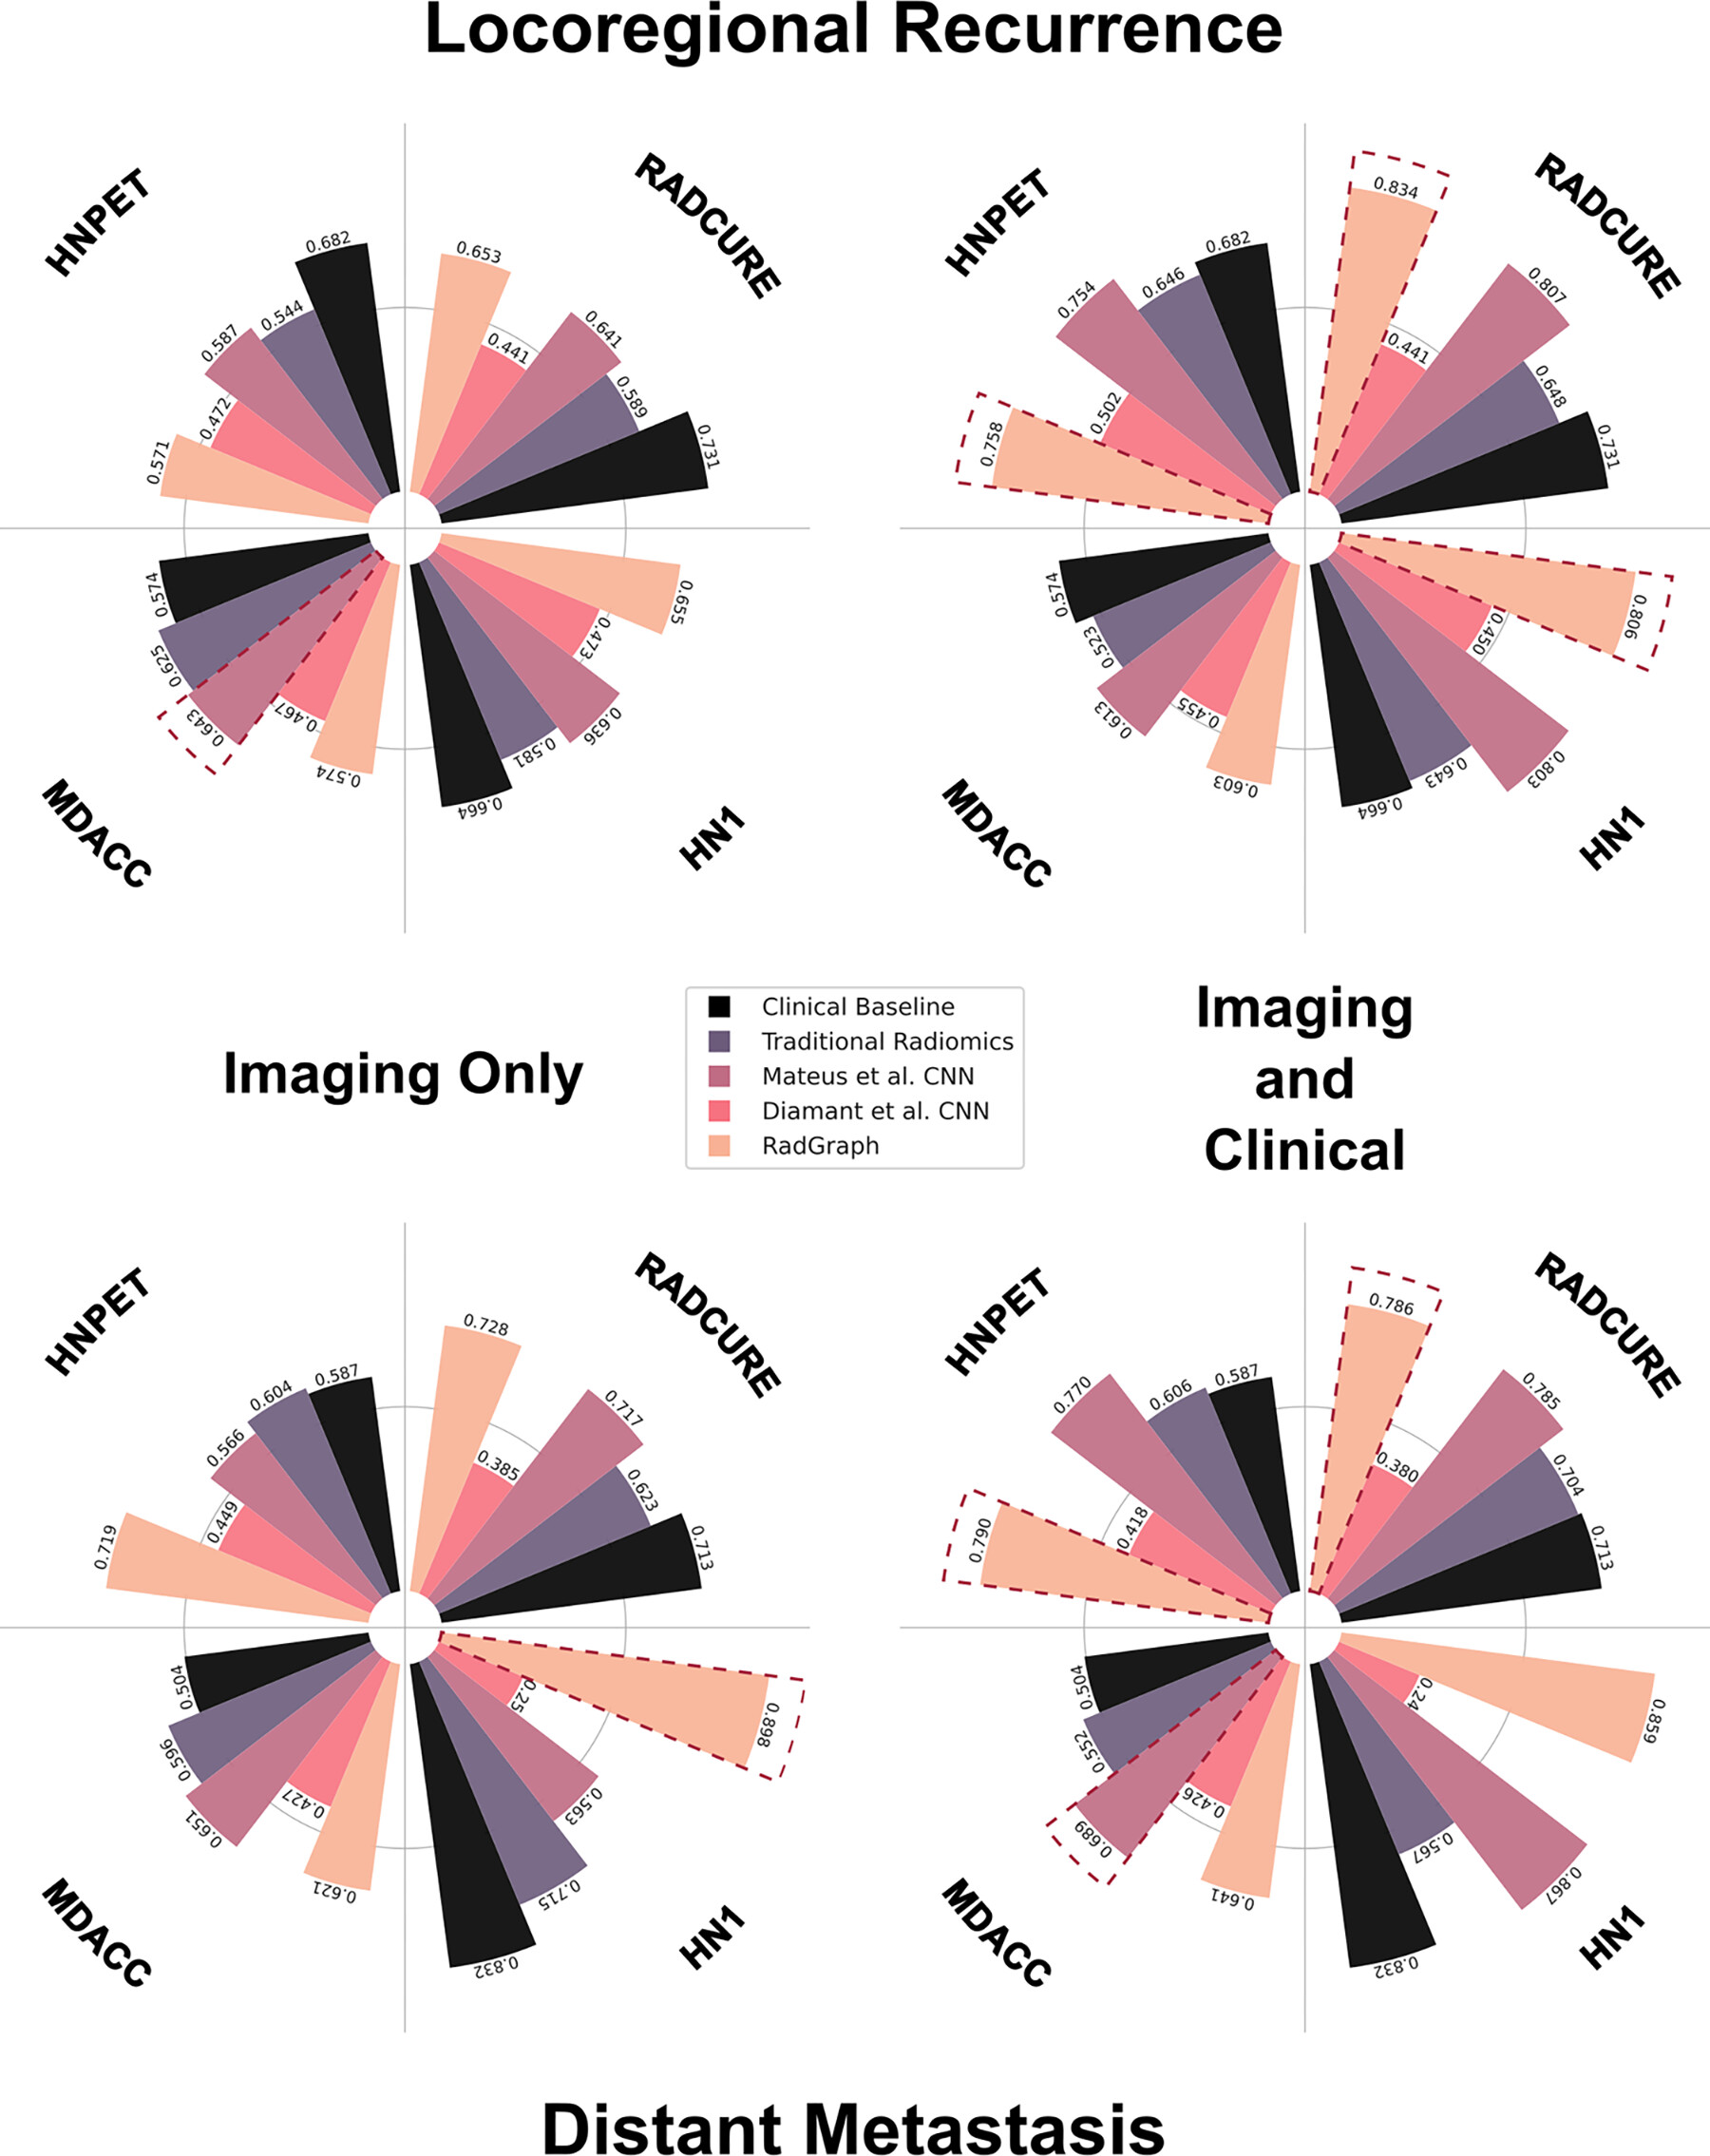 Locoregional Recurrence
HNPET
RADCURE
0.682
0.544
0.587
0.472
0.571
0.653
0.441
0.641
0.589
0.731
0.574
0.625
0.643
0.467
0.574
0.655
0.473
0.636
0.581
0.664
MDACC
HN1
HNPET
RADCURE
0.682
0.646
0.754
0.502
0.758
0.834
0.441
0.807
0.648
0.731
0.574
0.523
0.613
0.455
0.603
0.806
0.450
0.803
0.643
0.664
MDACC
HN1
Imaging Only
Clinical Baseline
Traditional Radiomics
Mateus et al. CNN
Diamant et al. CNN
RadGraph
Imaging
and
Clinical
HNPET
RADCURE
0.587
0.604
0.566
0.449
0.719
0.728
0.385
0.717
0.623
0.713
0.504
0.596
0.651
0.427
0.621
0.898
0.25
0.563
0.715
0.832
MDACC
HN1
HNPET
RADCURE
0.587
0.606
0.770
0.418
0.790
0.786
0.380
0.785
0.704
0.713
0.504
0.552
0.689
0.426
0.641
0.859
0.24
0.867
0.567
0.832
MDACC
HN1
Distant Metastasis